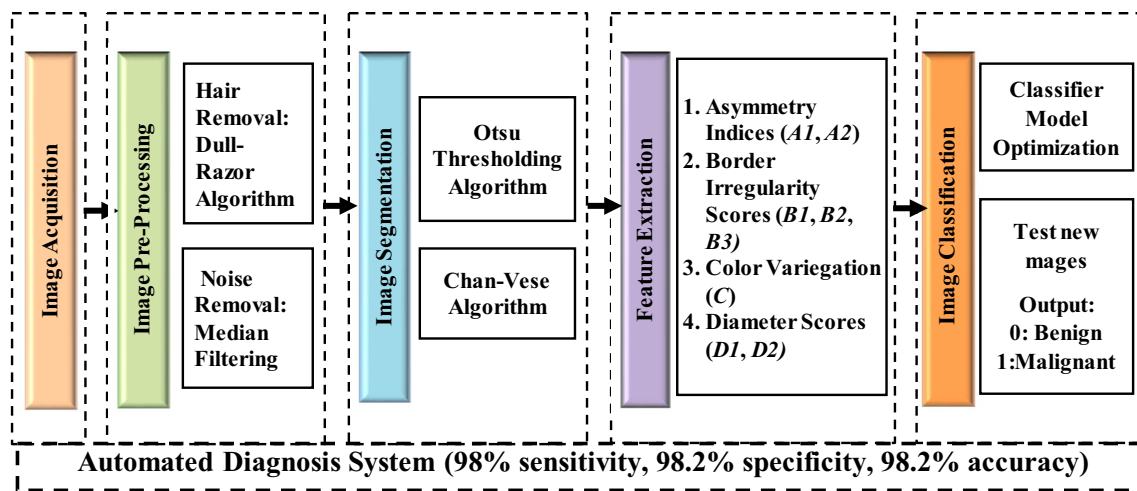 Image Acquisition
Image Pre-Processing
Hair
Removal:
Dull-
Razor
Algorithm
Noise
Removal:
Median
Filtering
Image Segmentation
Otsu
Thresholding
Algorithm
Chan-Vese
Algorithm
Feature Extraction
1. Asymmetry
Indices (A1, A2)
2. Border
Irregularity
Scores (B1, B2,
B3)
3. Color Variegation
(C)
4. Diameter Scores
(D1, D2)
Image Classification
Classifier
Model
Optimization
Test new
mages
Output:
0: Benign
1:Malignant
Automated Diagnosis System (98% sensitivity, 98.2% specificity, 98.2% accuracy)